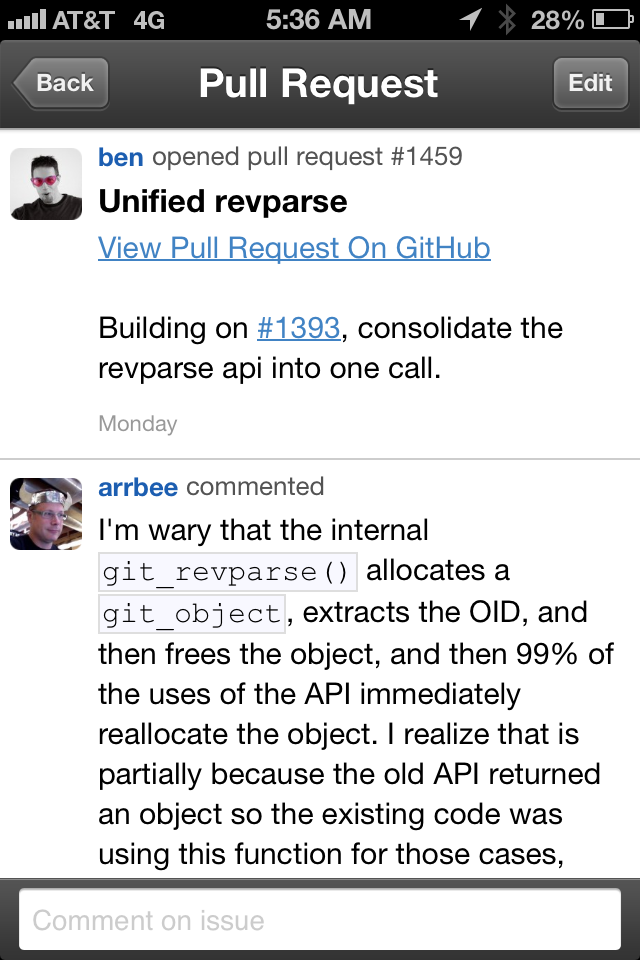 AT&T 4G 5:36 AM 28%
Back Pull Request Edit
ben opened pull request #1459
Unified revparse
View Pull Request On GitHub
Building on #1393, consolidate the
revparse api into one call.
Monday
arrbee commented
I'm wary that the internal
git_revparse() allocates a
git_object, extracts the OID, and
then frees the object, and then 99% of
the uses of the API immediately
reallocate the object. I realize that is
partially because the old API returned
an object so the existing code was
using this function for those cases,
Comment on issue